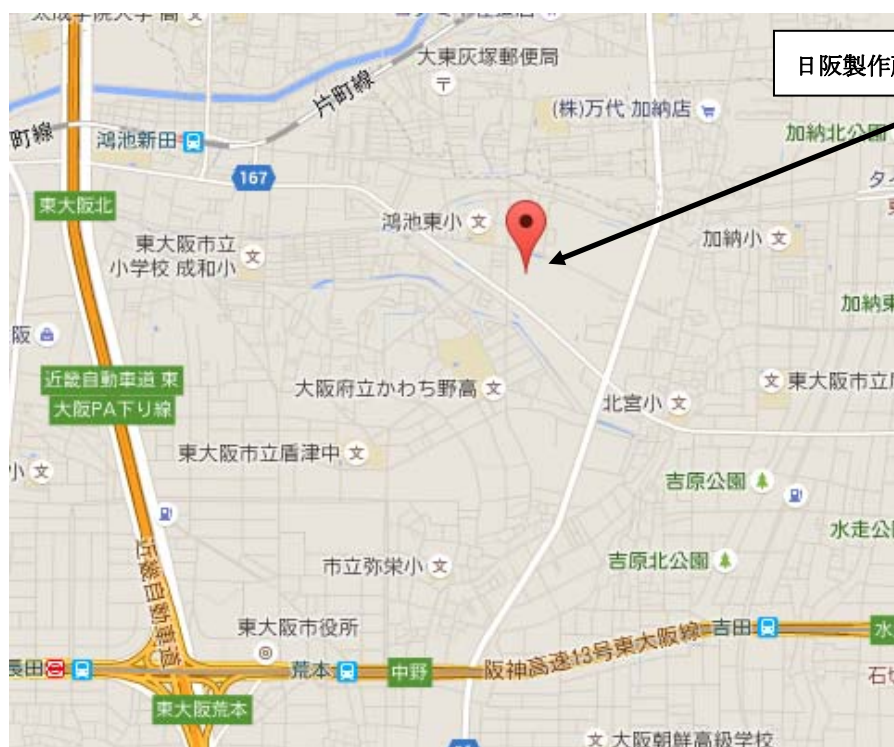 大東灰塚郵便局
日阪製作
片町線
(株)万代 加納店
町線
鴻池新田
加納北公園
167
東大阪北
鴻池東小
加納小
東大阪市立
小学校 成和小
加納東
阪
近畿自動車道 東
大阪PA下り線
大阪府立かわち野高
北宮小
東大阪市立
東大阪市立盾津中
小
吉原公園
水走公
市立弥栄小
吉原北公園
近畿自動車道
東大阪市役所
吉田
水
長田
荒本
中野
阪神高速13号東大阪線
石切
東大阪荒本
大阪朝鮮高級学校